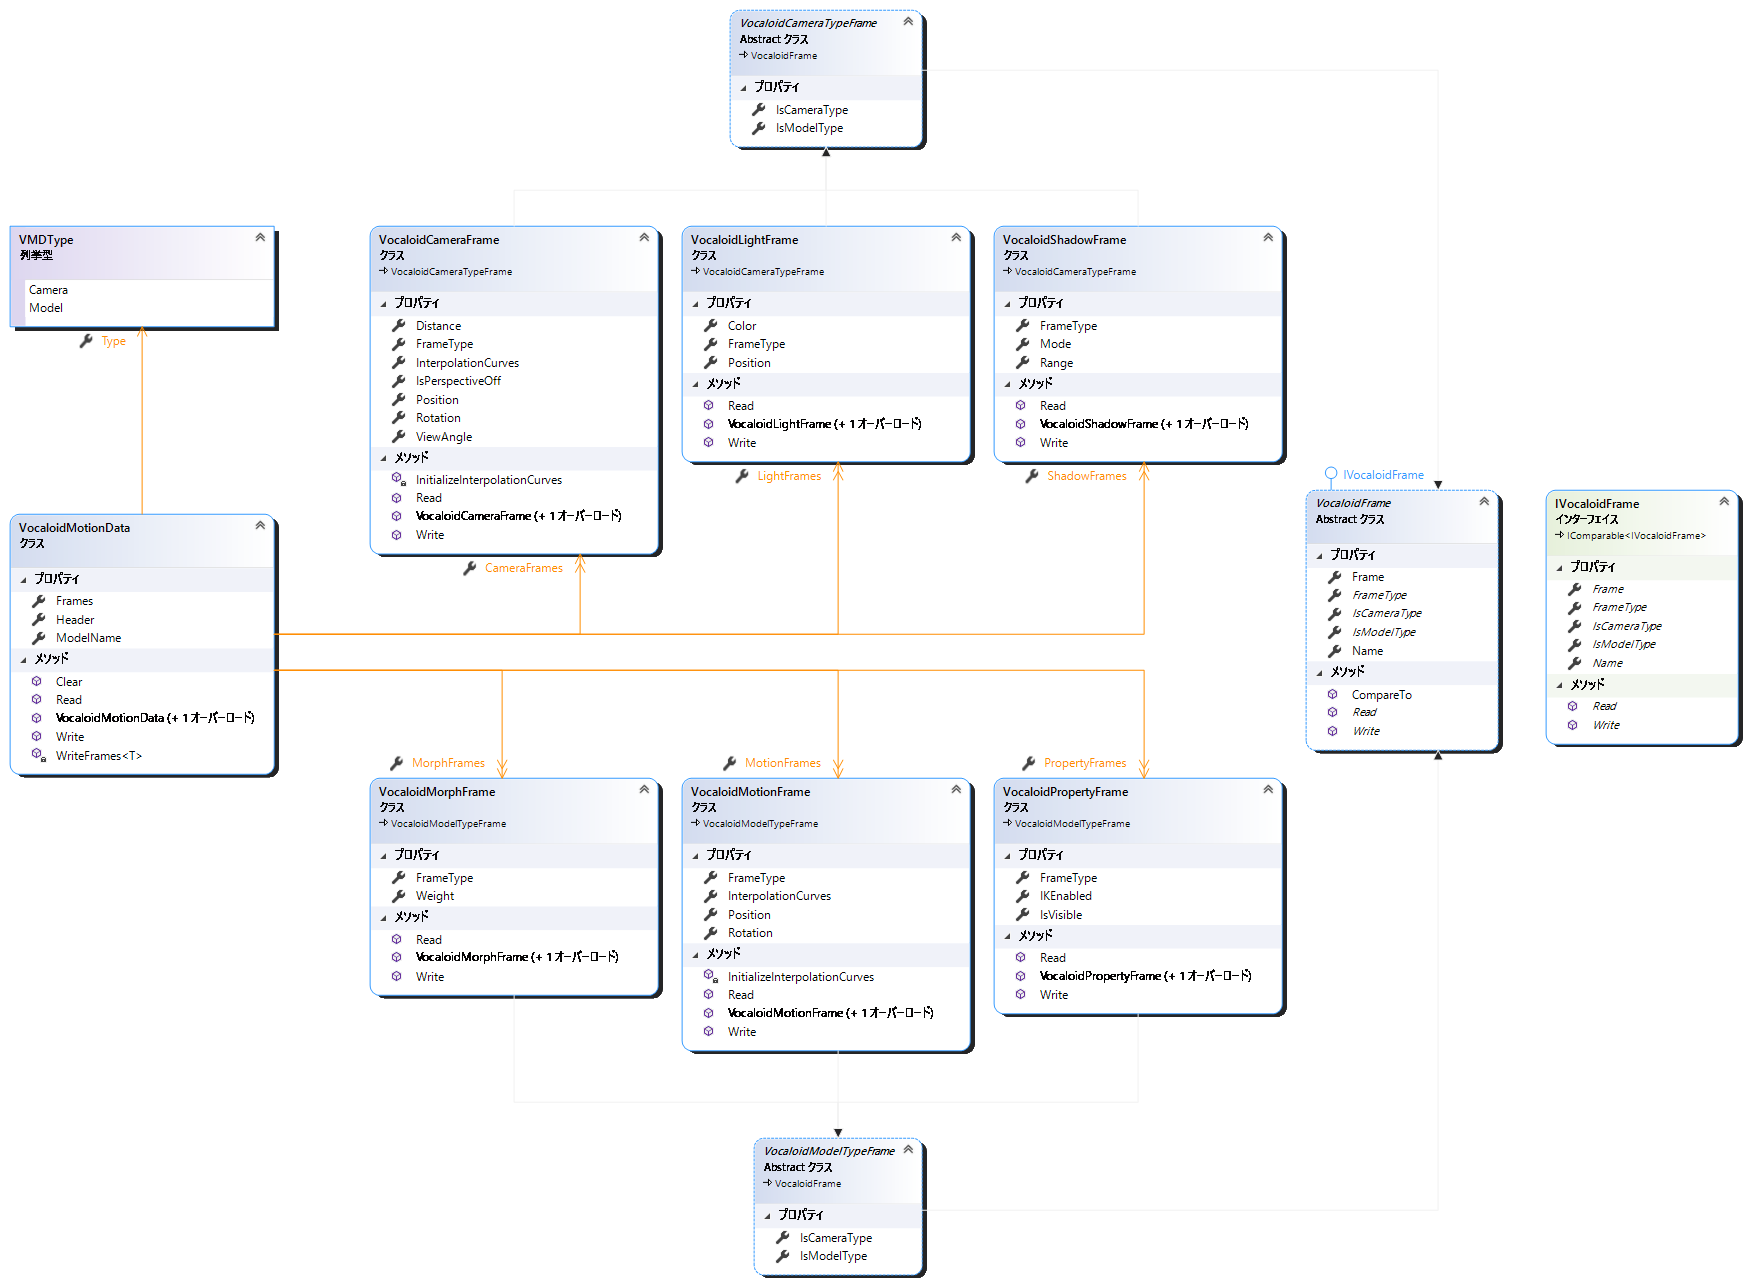 VocaloidCameraTypeFrame
Abstract クラス
VocaloidFrame
プロパティ
IsCameraType
IsModelType
VMDType
列挙型
Camera
Model
Type
VocaloidCameraFrame
クラス
VocaloidCameraTypeFrame
プロパティ
Distance
FrameType
InterpolationCurves
IsPerspectiveOff
Position
Rotation
ViewAngle
メソッド
InitializeInterpolationCurves
Read
VocaloidCameraFrame (+ 1 オーバーロード)
Write
CameraFrames
VocaloidLightFrame
クラス
VocaloidCameraTypeFrame
プロパティ
Color
FrameType
Position
メソッド
Read
VocaloidLightFrame (+ 1 オーバーロード)
Write
LightFrames
VocaloidShadowFrame
クラス
VocaloidCameraTypeFrame
プロパティ
FrameType
Mode
Range
メソッド
Read
VocaloidShadowFrame (+ 1 オーバーロード)
Write
ShadowFrames
IVocaloidFrame
VocaloidFrame
Abstract クラス
プロパティ
Frame
FrameType
IsCameraType
IsModelType
Name
メソッド
CompareTo
Read
Write
IVocaloidFrame
インターフェイス
IComparable<IVocaloidFrame>
プロパティ
Frame
FrameType
IsCameraType
IsModelType
Name
メソッド
Read
Write
VocaloidMotionData
クラス
プロパティ
Frames
Header
ModelName
メソッド
Clear
Read
VocaloidMotionData (+ 1 オーバーロード)
Write
WriteFrames<T>
MorphFrames
VocaloidMorphFrame
クラス
VocaloidModelTypeFrame
プロパティ
FrameType
Weight
メソッド
Read
VocaloidMorphFrame (+ 1 オーバーロード)
Write
MotionFrames
VocaloidMotionFrame
クラス
VocaloidModelTypeFrame
プロパティ
FrameType
InterpolationCurves
Position
Rotation
メソッド
InitializeInterpolationCurves
Read
VocaloidMotionFrame (+ 1 オーバーロード)
Write
PropertyFrames
VocaloidPropertyFrame
クラス
VocaloidModelTypeFrame
プロパティ
FrameType
IKEnabled
IsVisible
メソッド
Read
VocaloidPropertyFrame (+ 1 オーバーロード)
Write
VocaloidModelTypeFrame
Abstract クラス
VocaloidFrame
プロパティ
IsCameraType
IsModelType